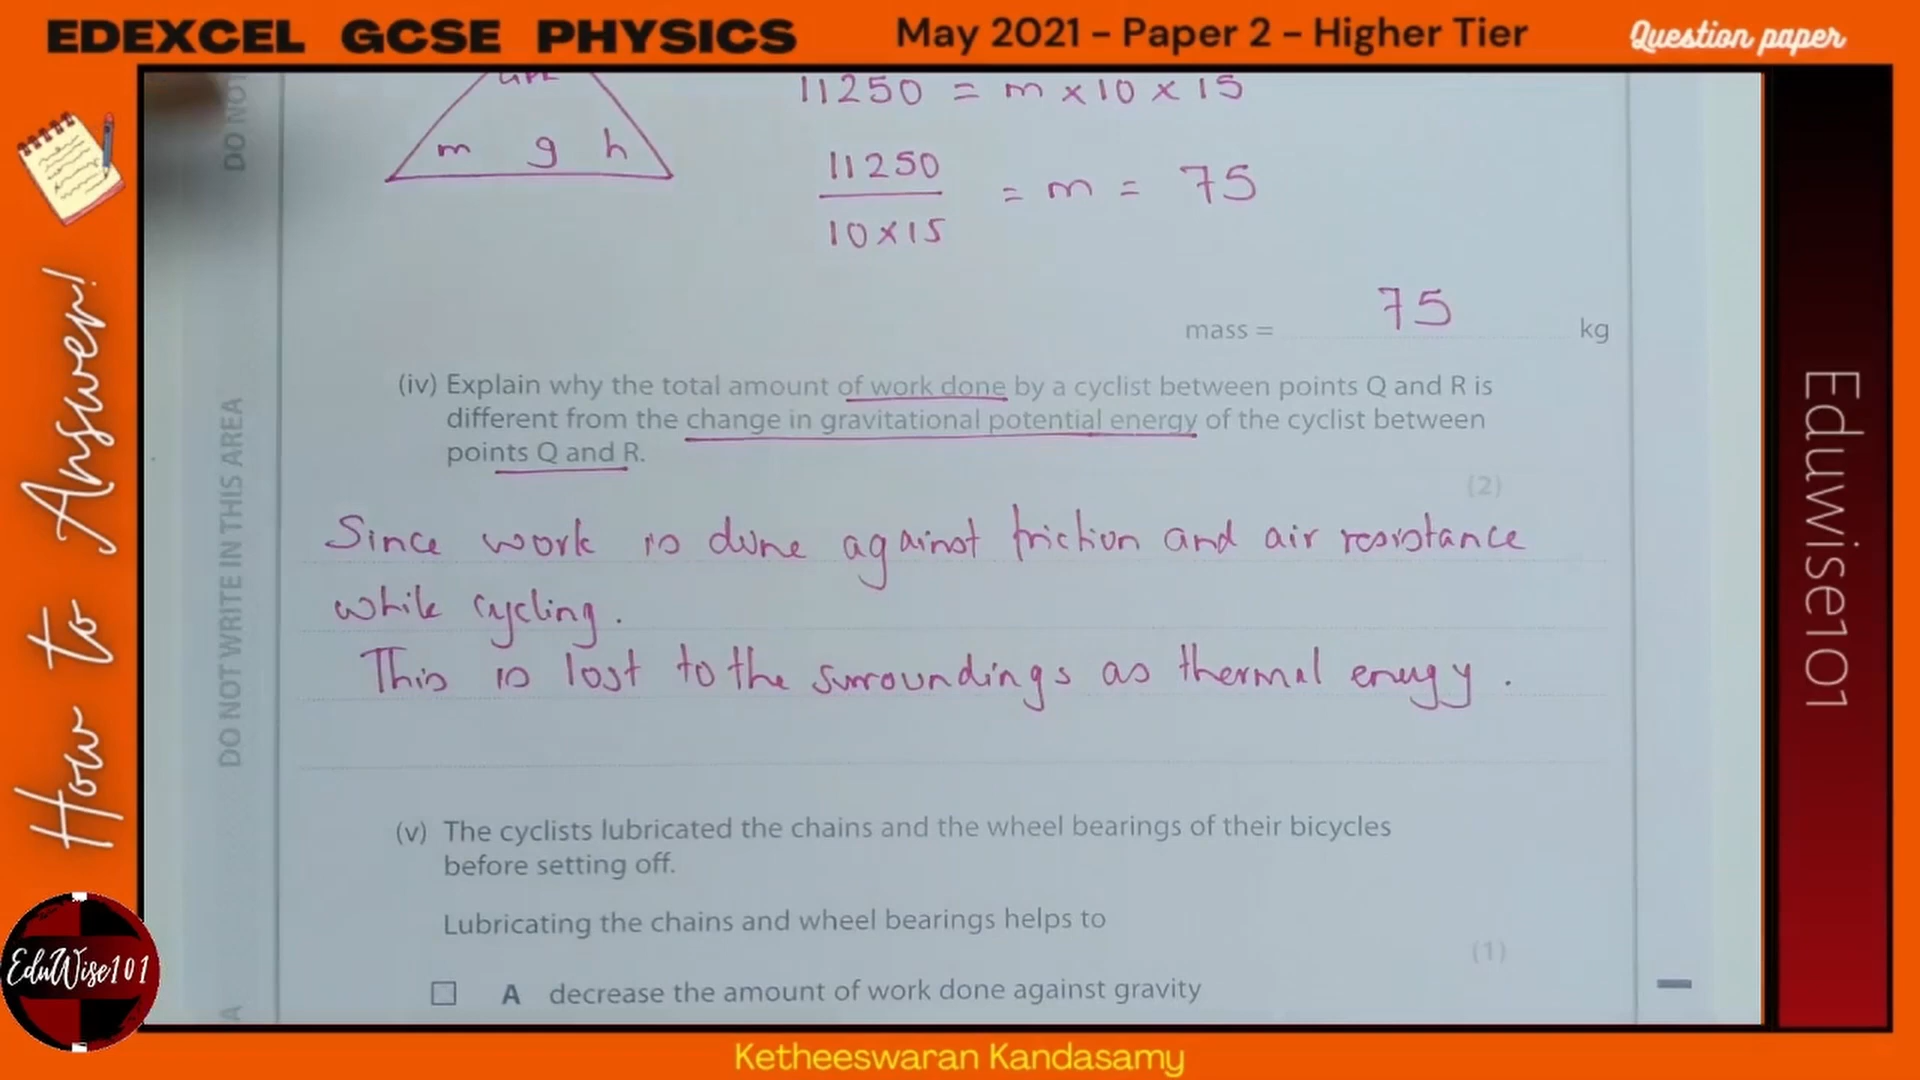 EDEXCEL GCSE PHYSICS May 2021 - Paper 2 - Higher Tier Question paper
11250 = m × 10 × 15
m g h
11250
10 × 15
= m = 75
mass = 75 kg
(iv) Explain why the total amount of work done by a cyclist between points Q and R is
different from the change in gravitational potential energy of the cyclist between
points Q and R.
(2)
Since work is done against friction and air resistance
while cycling.
This is lost to the surroundings as thermal energy.
(v) The cyclists lubricated the chains and the wheel bearings of their bicycles
before setting off.
Lubricating the chains and wheel bearings helps to
(1)
A decrease the amount of work done against gravity
DO NOT WRITE IN THIS AREA
DO NO
A
How to Answer!
EduWise101
Eduwise101
Ketheeswaran Kandasamy